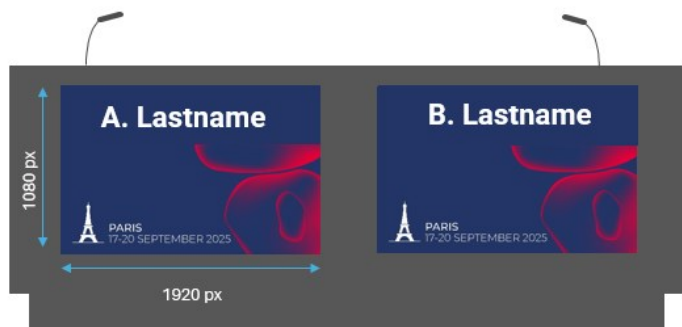 A. Lastname
B. Lastname
1080 px
PARIS
17-20 SEPTEMBER 2025
PARIS
17-20 SEPTEMBER 2025
1920 px